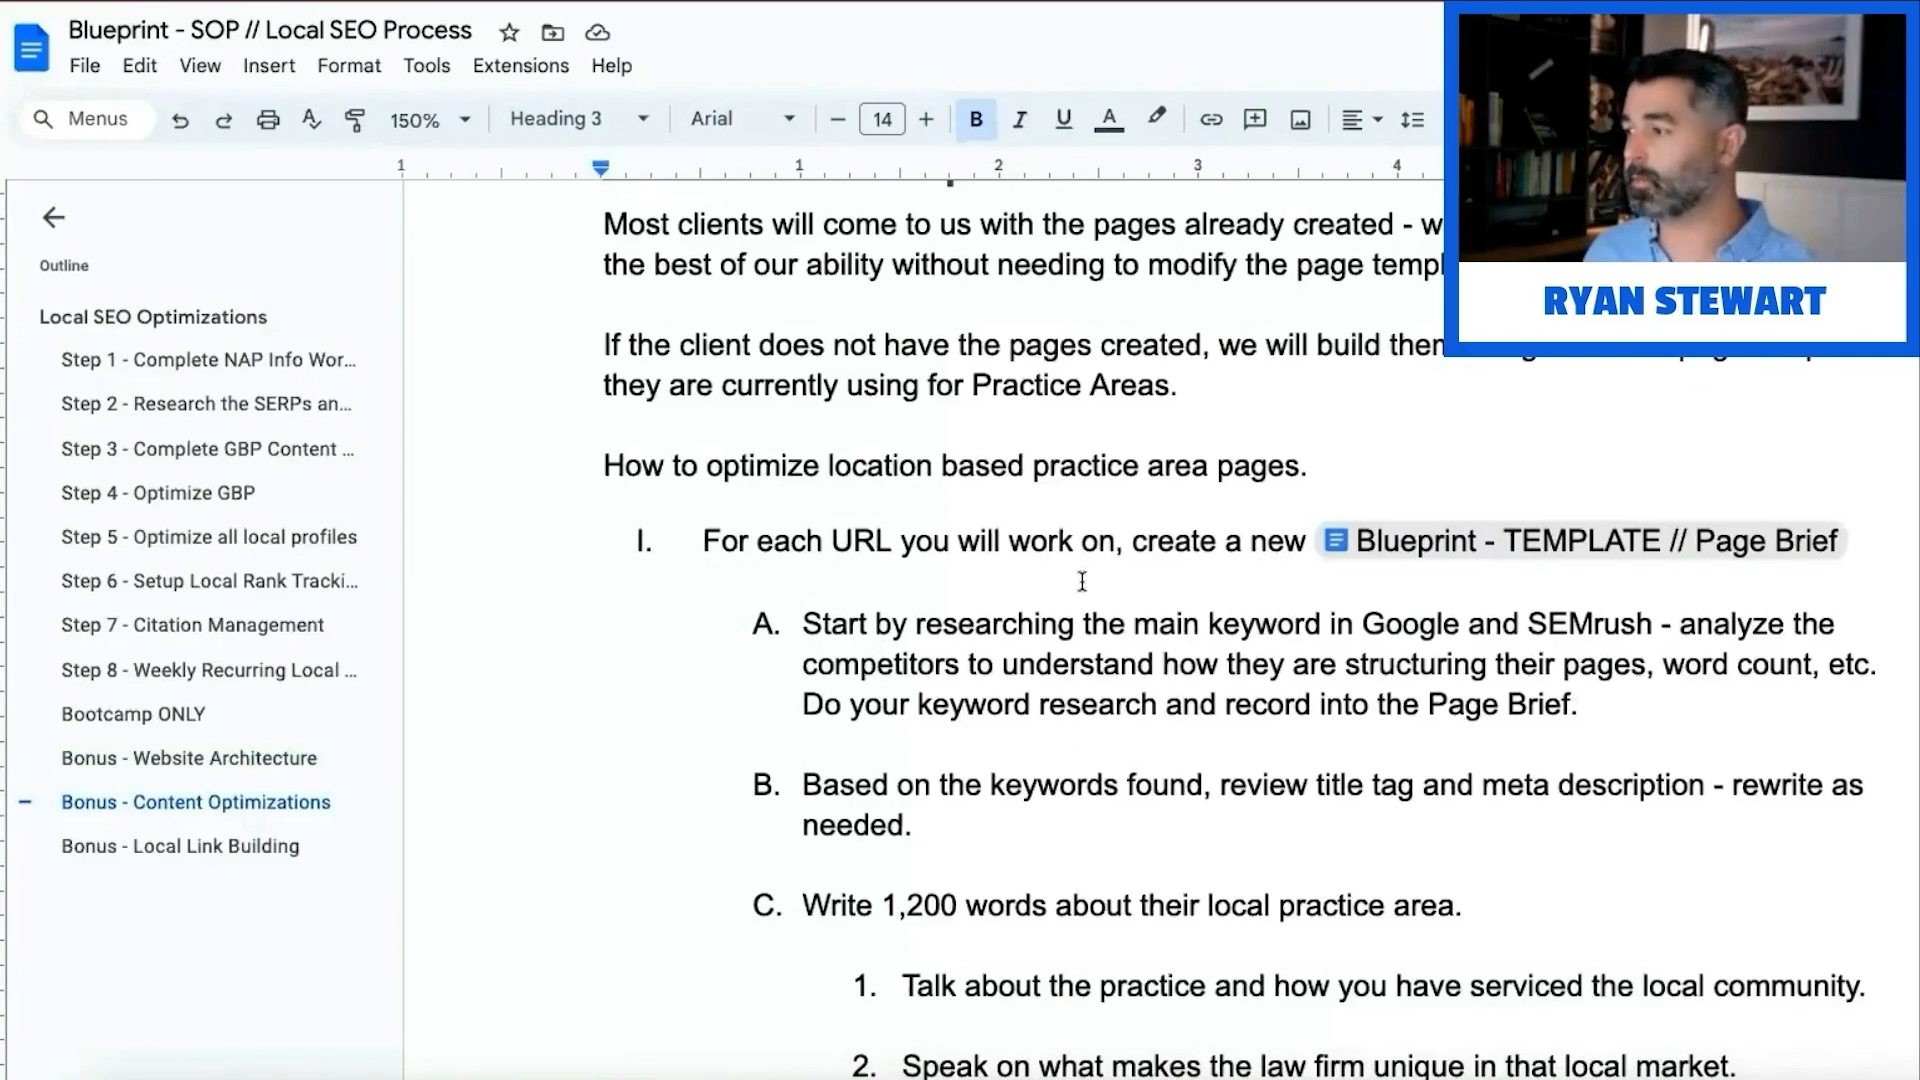 Blueprint - SOP // Local SEO Process
File Edit View Insert Format Tools Extensions Help
Menus 150% Heading 3 Arial 14 B I U A
1 1 2 3 4
Outline
Local SEO Optimizations
Step 1 - Complete NAP Info Wor...
Step 2 - Research the SERPs an...
Step 3 - Complete GBP Content ...
Step 4 - Optimize GBP
Step 5 - Optimize all local profiles
Step 6 - Setup Local Rank Tracki...
Step 7 - Citation Management
Step 8 - Weekly Recurring Local ...
Bootcamp ONLY
Bonus - Website Architecture
Bonus - Content Optimizations
Bonus - Local Link Building
Most clients will come to us with the pages already created -
the best of our ability without needing to modify the page
If the client does not have the pages created, we will build
they are currently using for Practice Areas.
How to optimize location based practice area pages.
I. For each URL you will work on, create a new Blueprint - TEMPLATE // Page Brief
A. Start by researching the main keyword in Google and SEMrush - analyze the
competitors to understand how they are structuring their pages, word count, etc.
Do your keyword research and record into the Page Brief.
B. Based on the keywords found, review title tag and meta description - rewrite as
needed.
C. Write 1,200 words about their local practice area.
1. Talk about the practice and how you have serviced the local community.
2. Speak on what makes the law firm unique in that local market.
RYAN STEWART